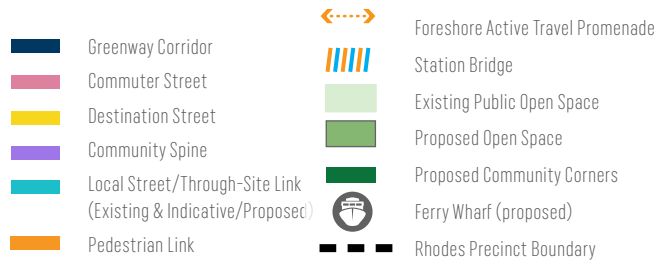 Greenway Corridor
Commuter Street
Destination Street
Community Spine
Local Street/Through-Site Link
(Existing & Indicative/Proposed)
Pedestrian Link
Foreshore Active Travel Promenade
Station Bridge
Existing Public Open Space
Proposed Open Space
Proposed Community Corners
Ferry Wharf (proposed)
Rhodes Precinct Boundary